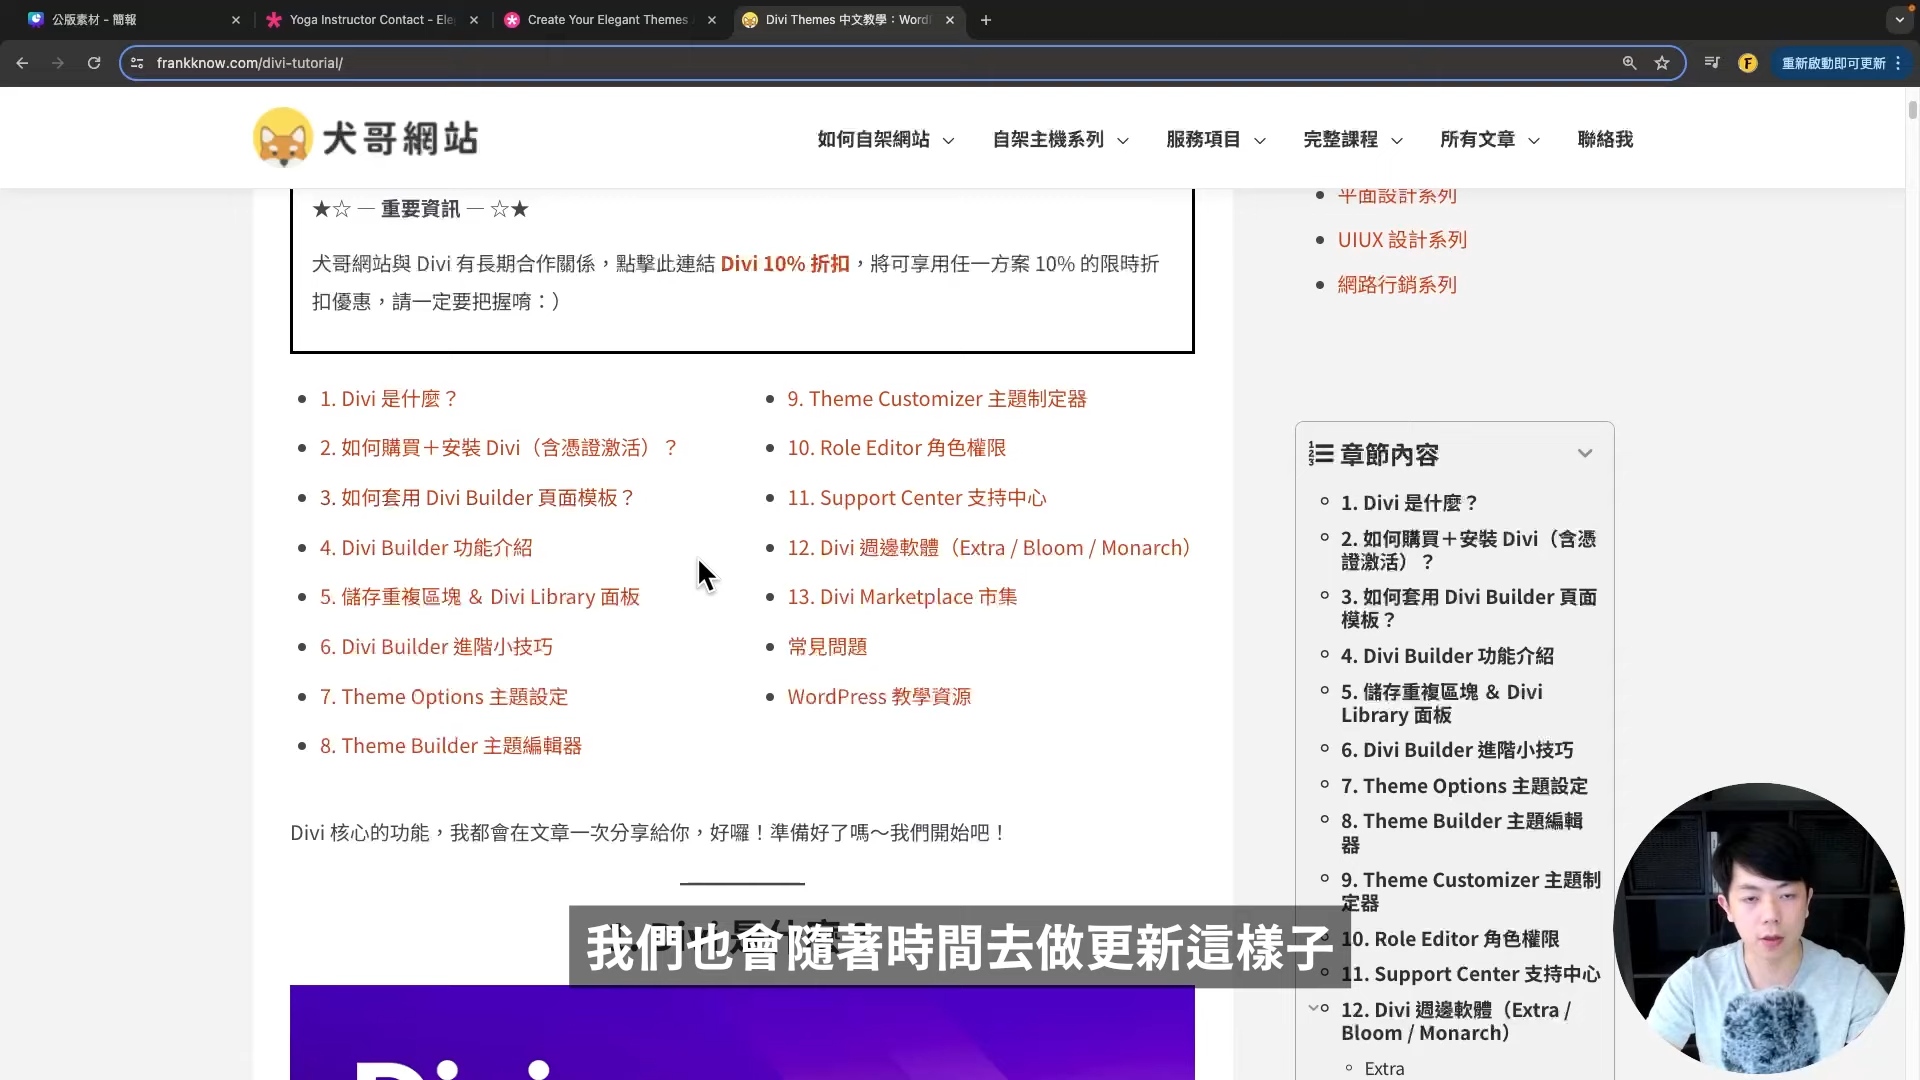 公版素材 - 簡報
Yoga Instructor Contact - Ele
Create Your Elegant Themes
Divi Themes 中文教學：Word
frankknow.com/divi-tutorial/
重新啟動即可更新
犬哥網站
如何自架網站
自架主機系列
服務項目
完整課程
所有文章
聯絡我
★☆ — 重要資訊 — ☆★
犬哥網站與 Divi 有長期合作關係，點擊此連結 Divi 10% 折扣，將可享用任一方案 10% 的限時折
扣優惠，請一定要把握唷：）
1. Divi 是什麼？
2. 如何購買＋安裝 Divi（含憑證激活）？
3. 如何套用 Divi Builder 頁面模板？
4. Divi Builder 功能介紹
5. 儲存重複區塊 ＆ Divi Library 面板
6. Divi Builder 進階小技巧
7. Theme Options 主題設定
8. Theme Builder 主題編輯器
9. Theme Customizer 主題制定器
10. Role Editor 角色權限
11. Support Center 支持中心
12. Divi 週邊軟體（Extra / Bloom / Monarch）
13. Divi Marketplace 市集
常見問題
WordPress 教學資源
Divi 核心的功能，我都會在文章一次分享給你，好囉！準備好了嗎～我們開始吧！
平面設計系列
UIUX 設計系列
網路行銷系列
章節內容
1. Divi 是什麼？
2. 如何購買＋安裝 Divi（含憑
證激活）？
3. 如何套用 Divi Builder 頁面
模板？
4. Divi Builder 功能介紹
5. 儲存重複區塊 ＆ Divi
Library 面板
6. Divi Builder 進階小技巧
7. Theme Options 主題設定
8. Theme Builder 主題編輯
器
9. Theme Customizer 主題制
定器
10. Role Editor 角色權限
11. Support Center 支持中心
12. Divi 週邊軟體（Extra /
Bloom / Monarch）
Extra
我們也會隨著時間去做更新這樣子